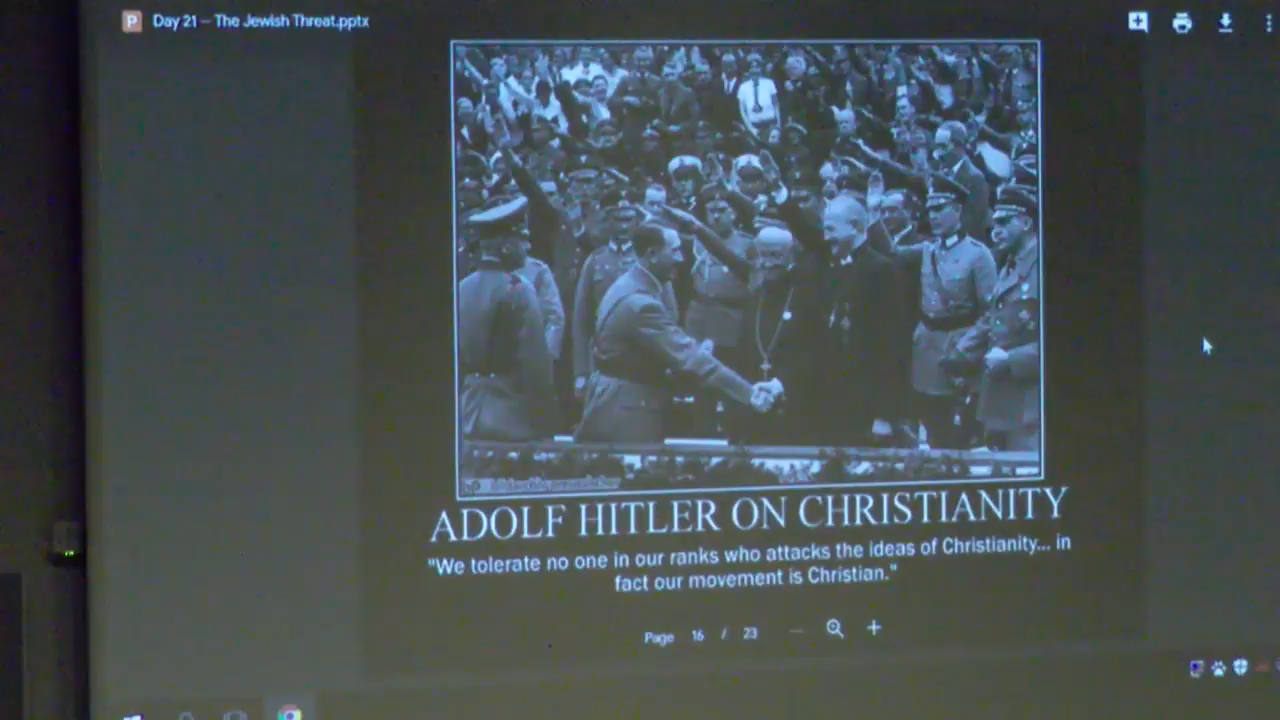 P Day 21 – The Jewish Threat.pptx
ADOLF HITLER ON CHRISTIANITY
"We tolerate no one in our ranks who attacks the ideas of Christianity... in
fact our movement is Christian."
Page 16 / 23